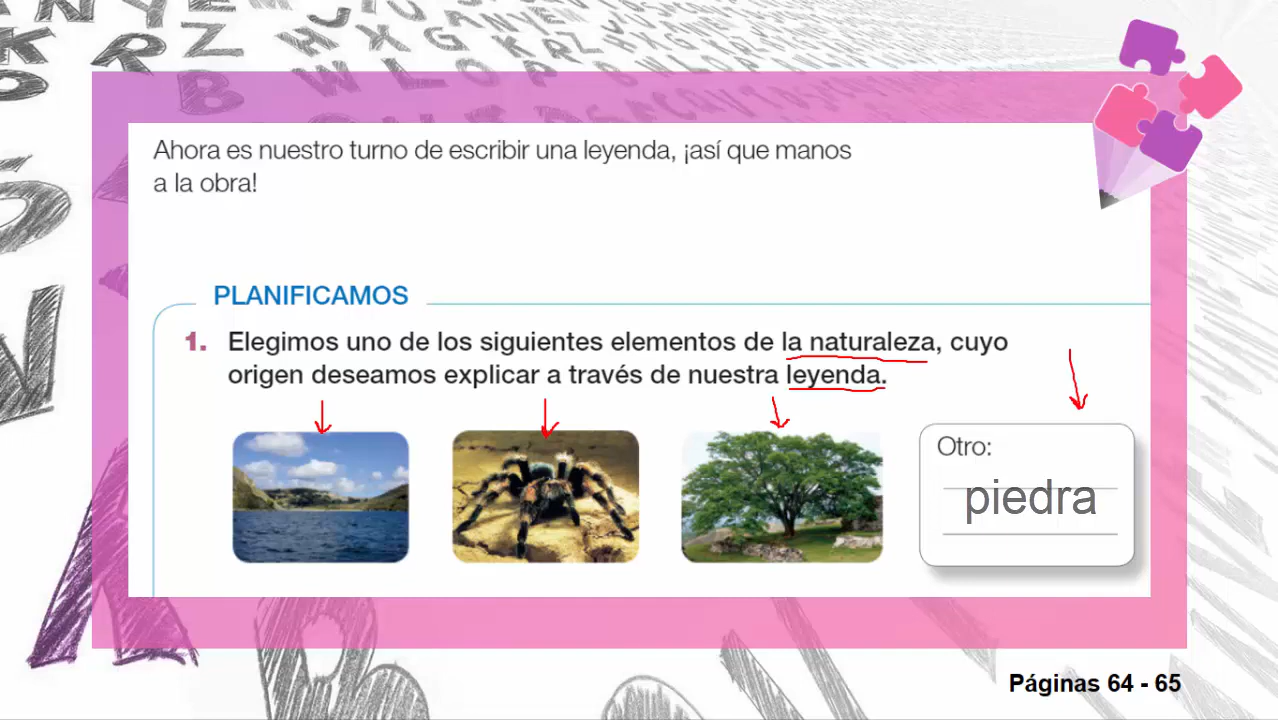 Ahora es nuestro turno de escribir una leyenda, ¡así que manos
a la obra!
PLANIFICAMOS
1. Elegimos uno de los siguientes elementos de la naturaleza, cuyo
origen deseamos explicar a través de nuestra leyenda.
Otro:
piedra
Páginas 64 - 65